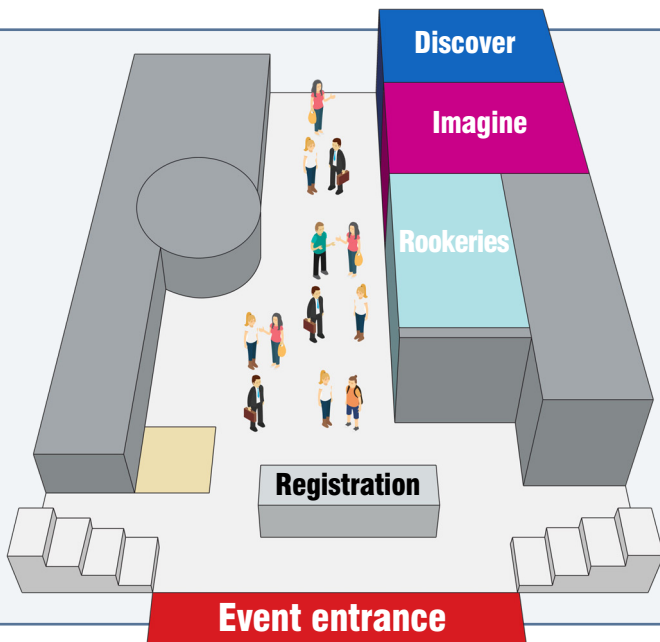 Discover
Imagine
Rookeries
Registration
Event entrance